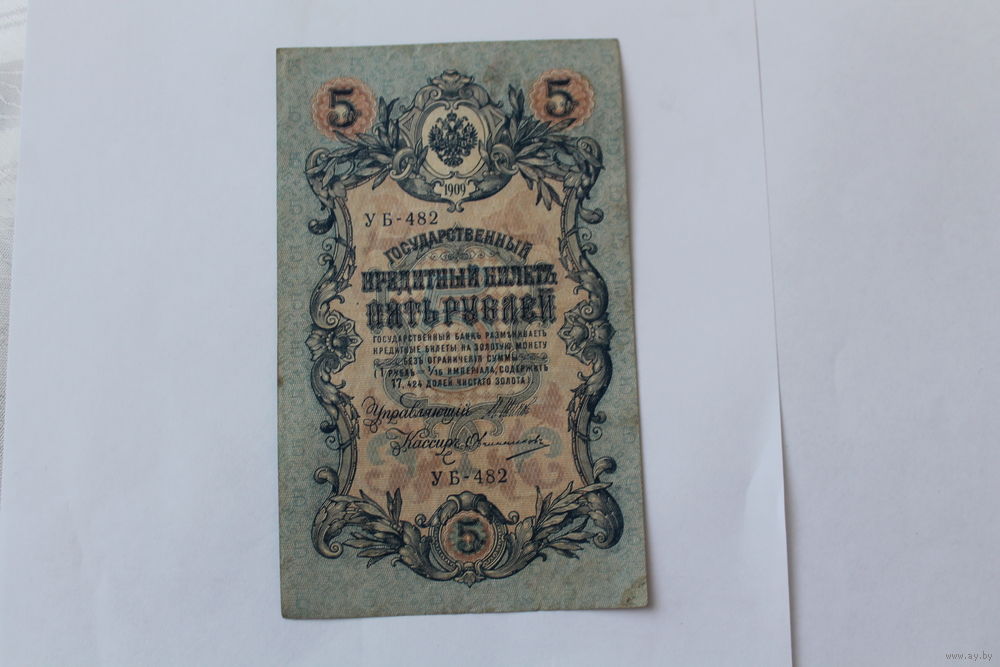 5 5
1909
УБ-482
ГОСУДАРСТВЕННЫЙ
КРЕДИТНЫЙ БИЛЕТЪ
ПЯТЬ РУБЛЕЙ
ГОСУДАРСТВЕННЫЙ БАНКЪ РАЗМѢНИВАЕТЪ
КРЕДИТНЫЕ БИЛЕТЫ НА ЗОЛОТУЮ МОНЕТУ
БЕЗЪ ОГРАНИЧЕНІЯ СУММЫ
(1 РУБЛЬ = 1/15 ИМПЕРІАЛА, СОДЕРЖИТЪ
17,424 ДОЛЕЙ ЧИСТАГО ЗОЛОТА).
Управляющій
Кассиръ
УБ-482
5
www.ay.by